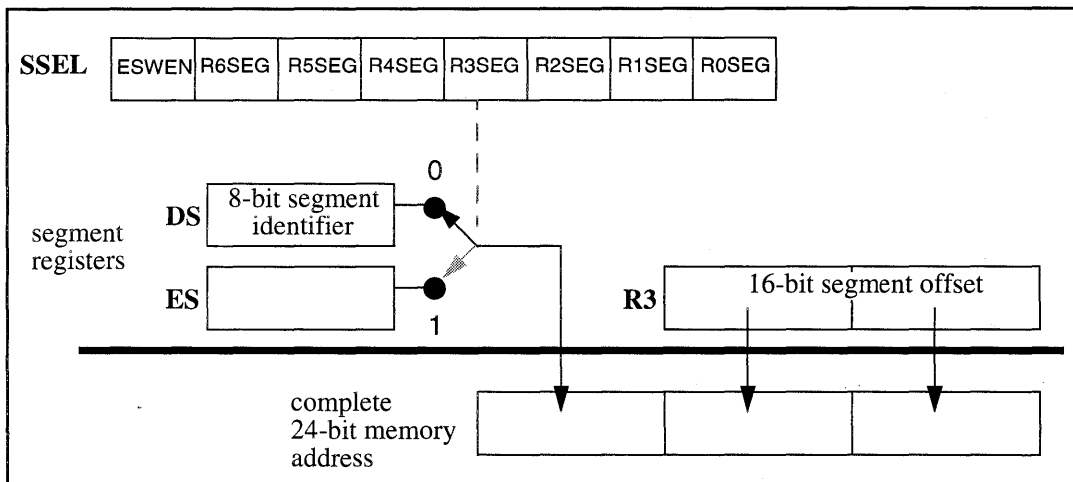 SSEL
ESWEN R6SEG R5SEG R4SEG R3SEG R2SEG R1SEG R0SEG
0
DS
8-bit segment
identifier
segment
registers
ES
1
R3
16-bit segment offset
complete
24-bit memory
address